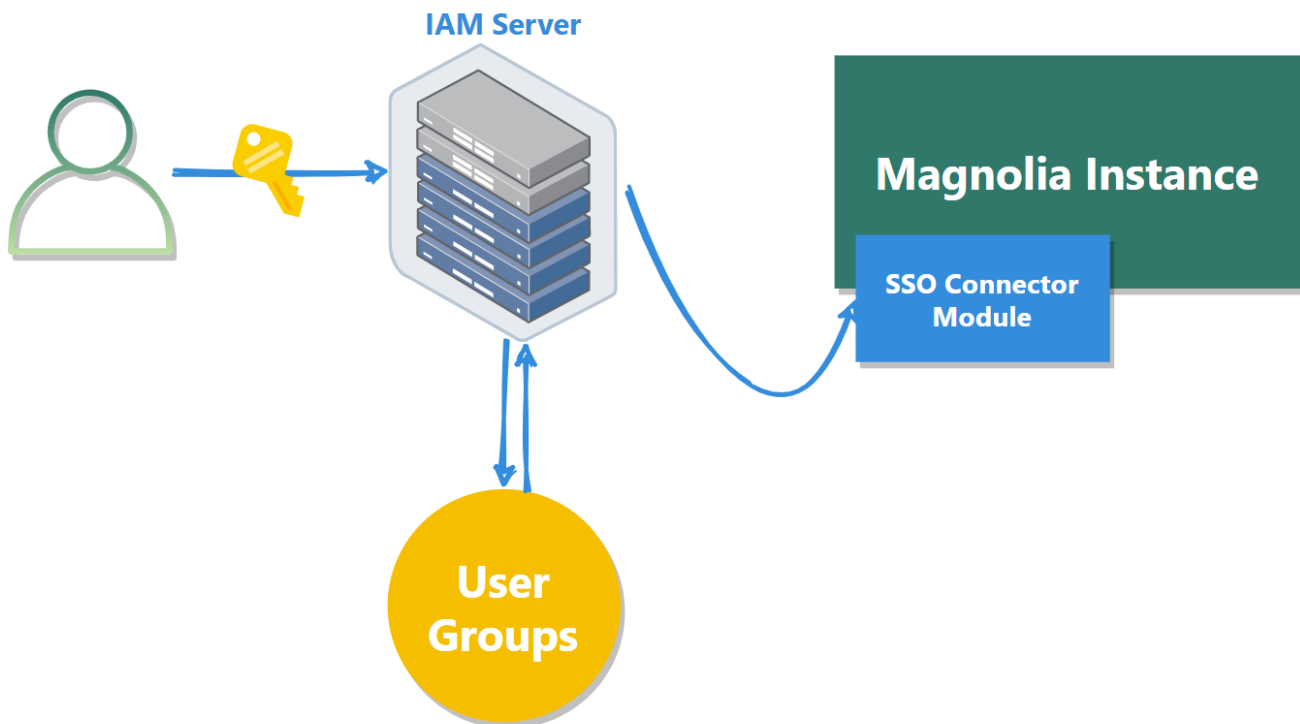 IAM Server
Magnolia Instance
SSO Connector
Module
User
Groups